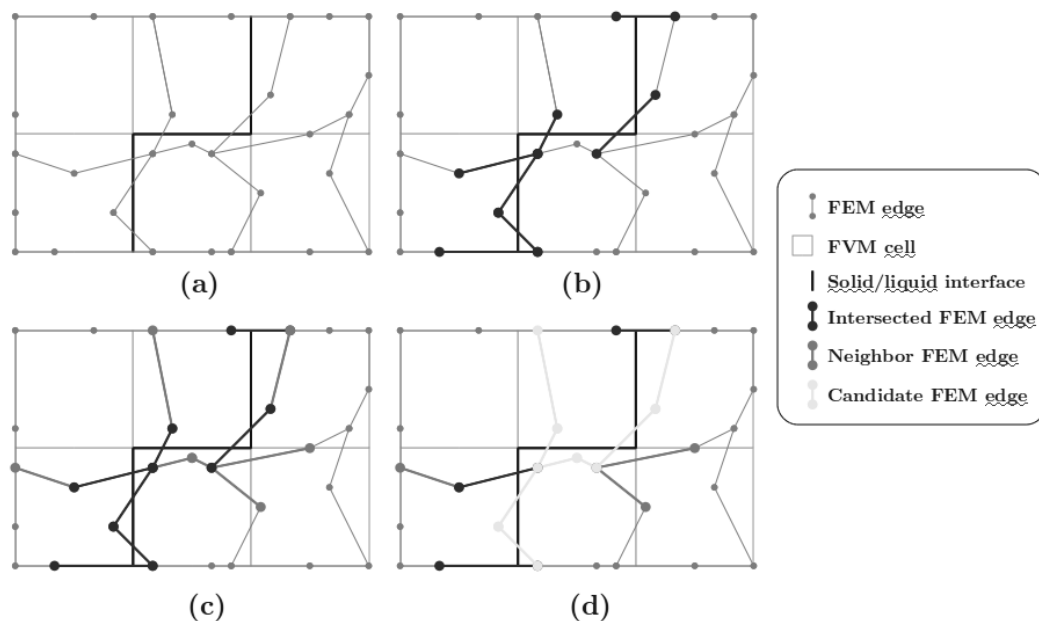 (a)
(b)
FEM edge
FVM cell
Solid/liquid interface
Intersected FEM edge
Neighbor FEM edge
Candidate FEM edge
(c)
(d)